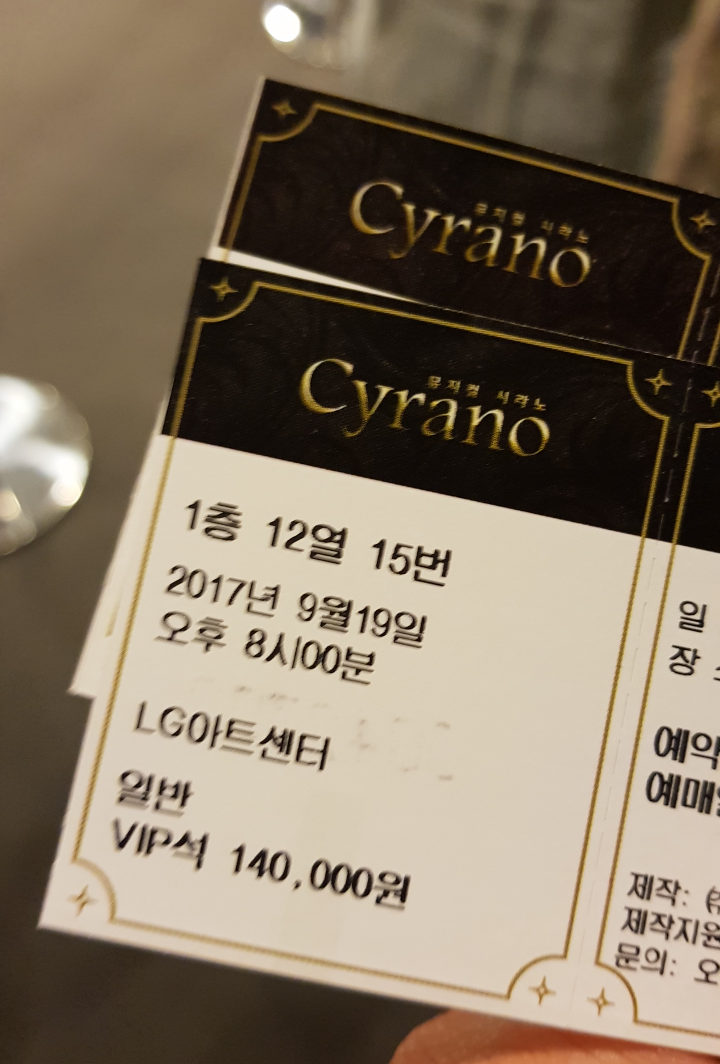 뮤지컬 시라노
Cyrano
뮤지컬 시라노
Cyrano
1층 12열 15번
2017년 9월19일
오후 8시00분
LG아트센터
일반
VIP석 140,000원
일
장
예약
예매
제작:
제작지원
문의: 오